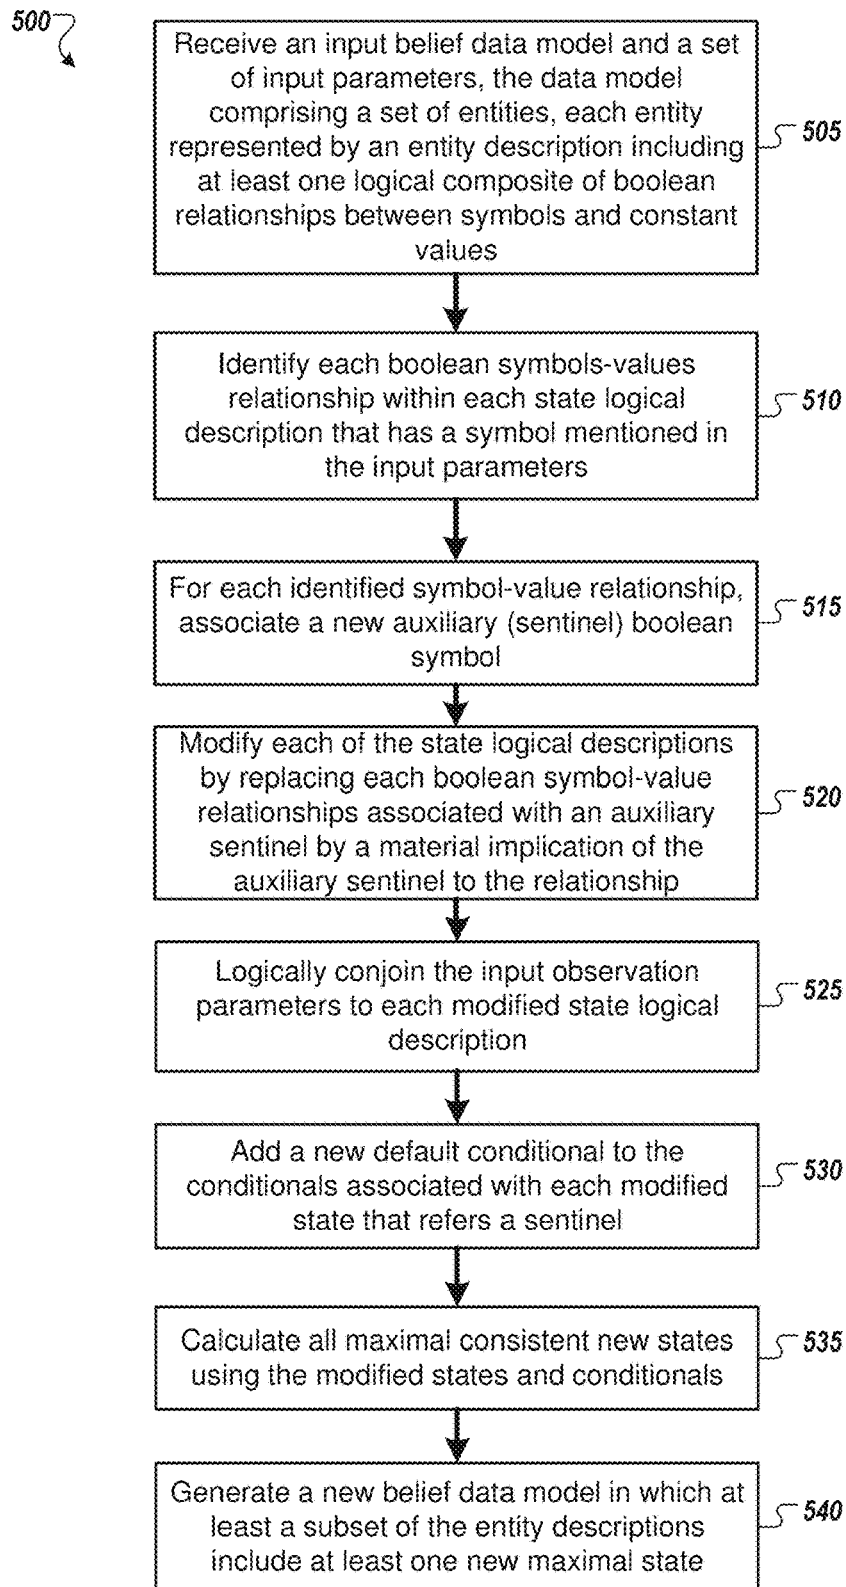 500
Receive an input belief data model and a set
of input parameters, the data model
comprising a set of entities, each entity
represented by an entity description including
at least one logical composite of boolean
relationships between symbols and constant
values
505
Identify each boolean symbols-values
relationship within each state logical
description that has a symbol mentioned in
the input parameters
510
For each identified symbol-value relationship,
associate a new auxiliary (sentinel) boolean
symbol
515
Modify each of the state logical descriptions
by replacing each boolean symbol-value
relationships associated with an auxiliary
sentinel by a material implication of the
auxiliary sentinel to the relationship
520
Logically conjoin the input observation
parameters to each modified state logical
description
525
Add a new default conditional to the
conditionals associated with each modified
state that refers a sentinel
530
Calculate all maximal consistent new states
using the modified states and conditionals
535
Generate a new belief data model in which at
least a subset of the entity descriptions
include at least one new maximal state
540